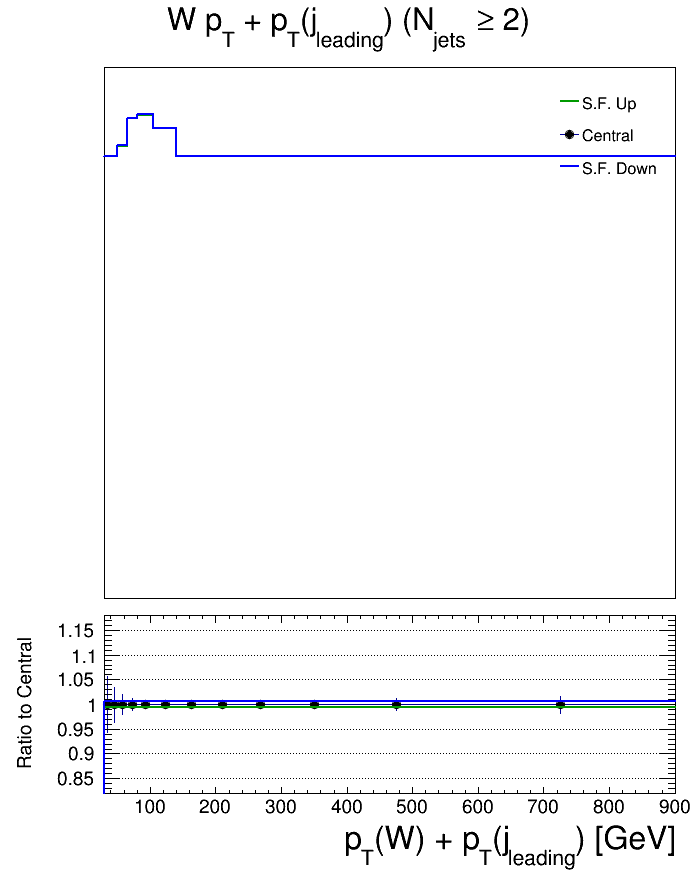 W p_T + p_T(j_leading) (N_jets ≥ 2)
S.F. Up
Central
S.F. Down
1.15
1.1
1.05
1
0.95
0.9
0.85
Ratio to Central
100 200 300 400 500 600 700 800 900
p_T(W) + p_T(j_leading) [GeV]